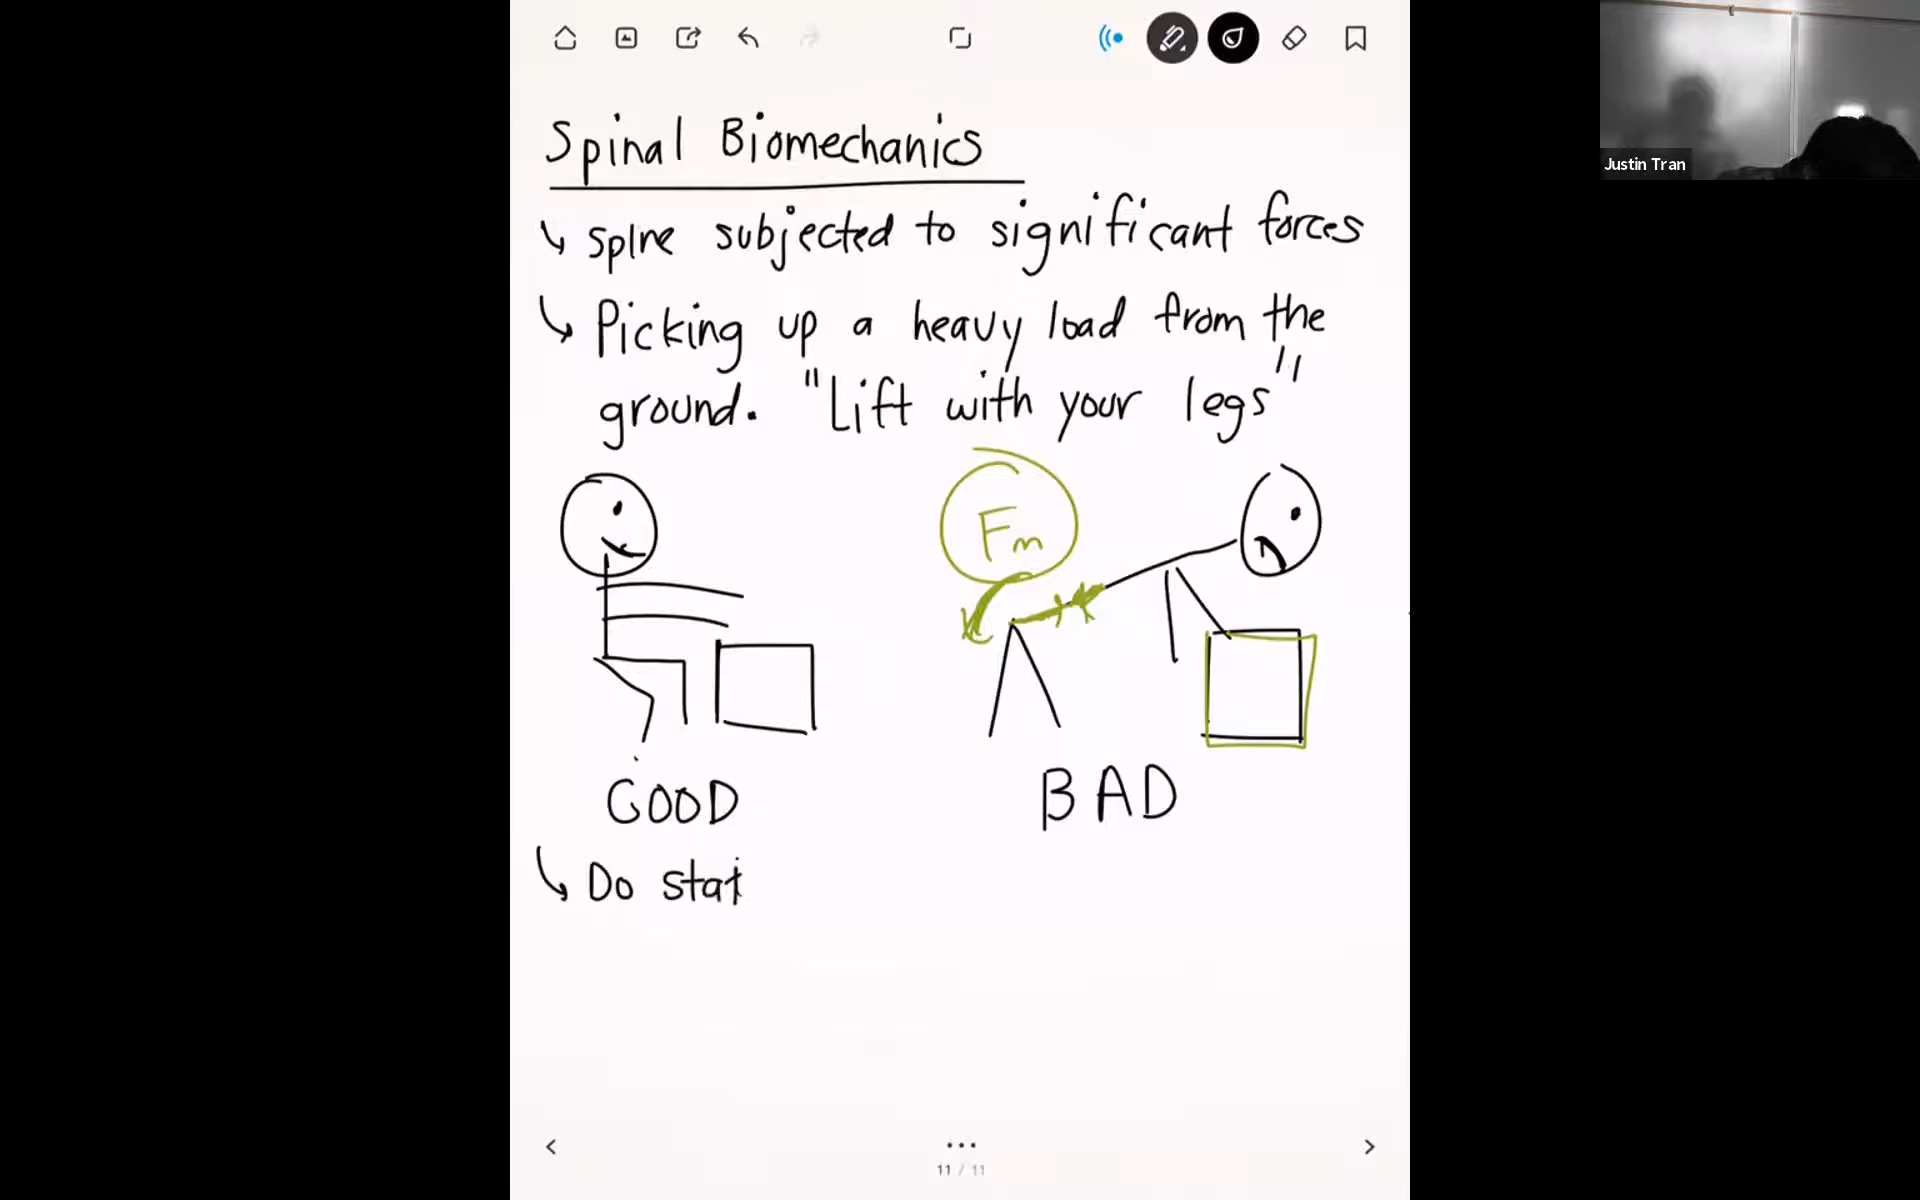 Justin Tran
Spinal Biomechanics
↳ Spine subjected to significant forces
↳ Picking up a heavy load from the
ground. "Lift with your legs"
Fm
GOOD
BAD
↳ Do stat
11 / 11